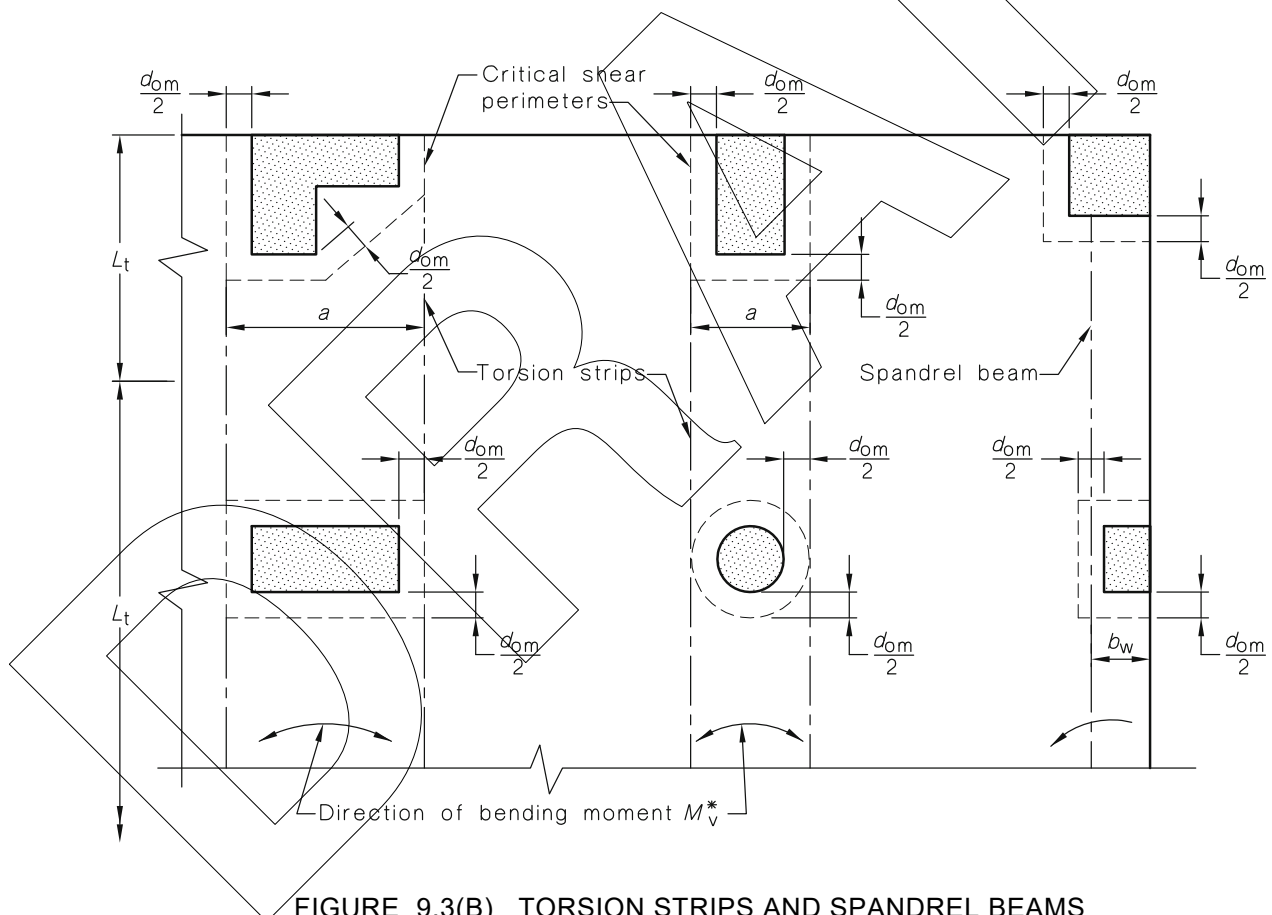 d_om/2
Critical shear
perimeters
d_om/2
d_om/2
L_t
d_om/2
d_om/2
d_om/2
a
a
Torsion strips
Spandrel beam
d_om/2
d_om/2
d_om/2
L_t
d_om/2
d_om/2
b_w
d_om/2
Direction of bending moment M*_v
FIGURE 9.3(B) TORSION STRIPS AND SPANDREL BEAMS
DRAFT